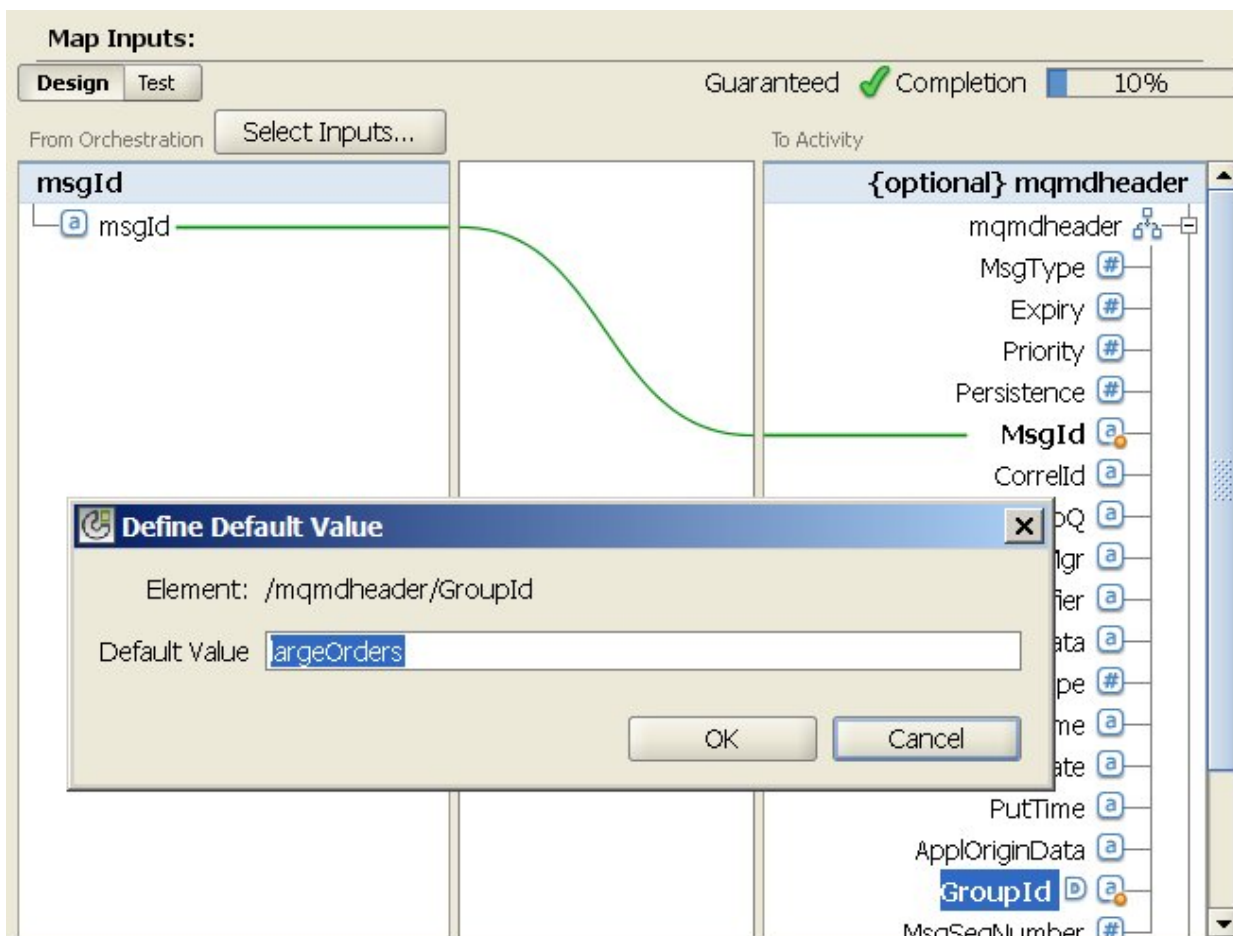 Map Inputs:
Design Test Guaranteed Completion 10%
From Orchestration Select Inputs... To Activity
msgId {optional} mqmdheader
msgId mqmdheader
MsgType #
Expiry #
Priority #
Persistence #
MsgId a
CorrelId a
Define Default Value
Element: /mqmdheader/GroupId
Default Value largeOrders
OK Cancel
PutTime a
ApplOriginData a
GroupId D a
MsgSeqNumber #